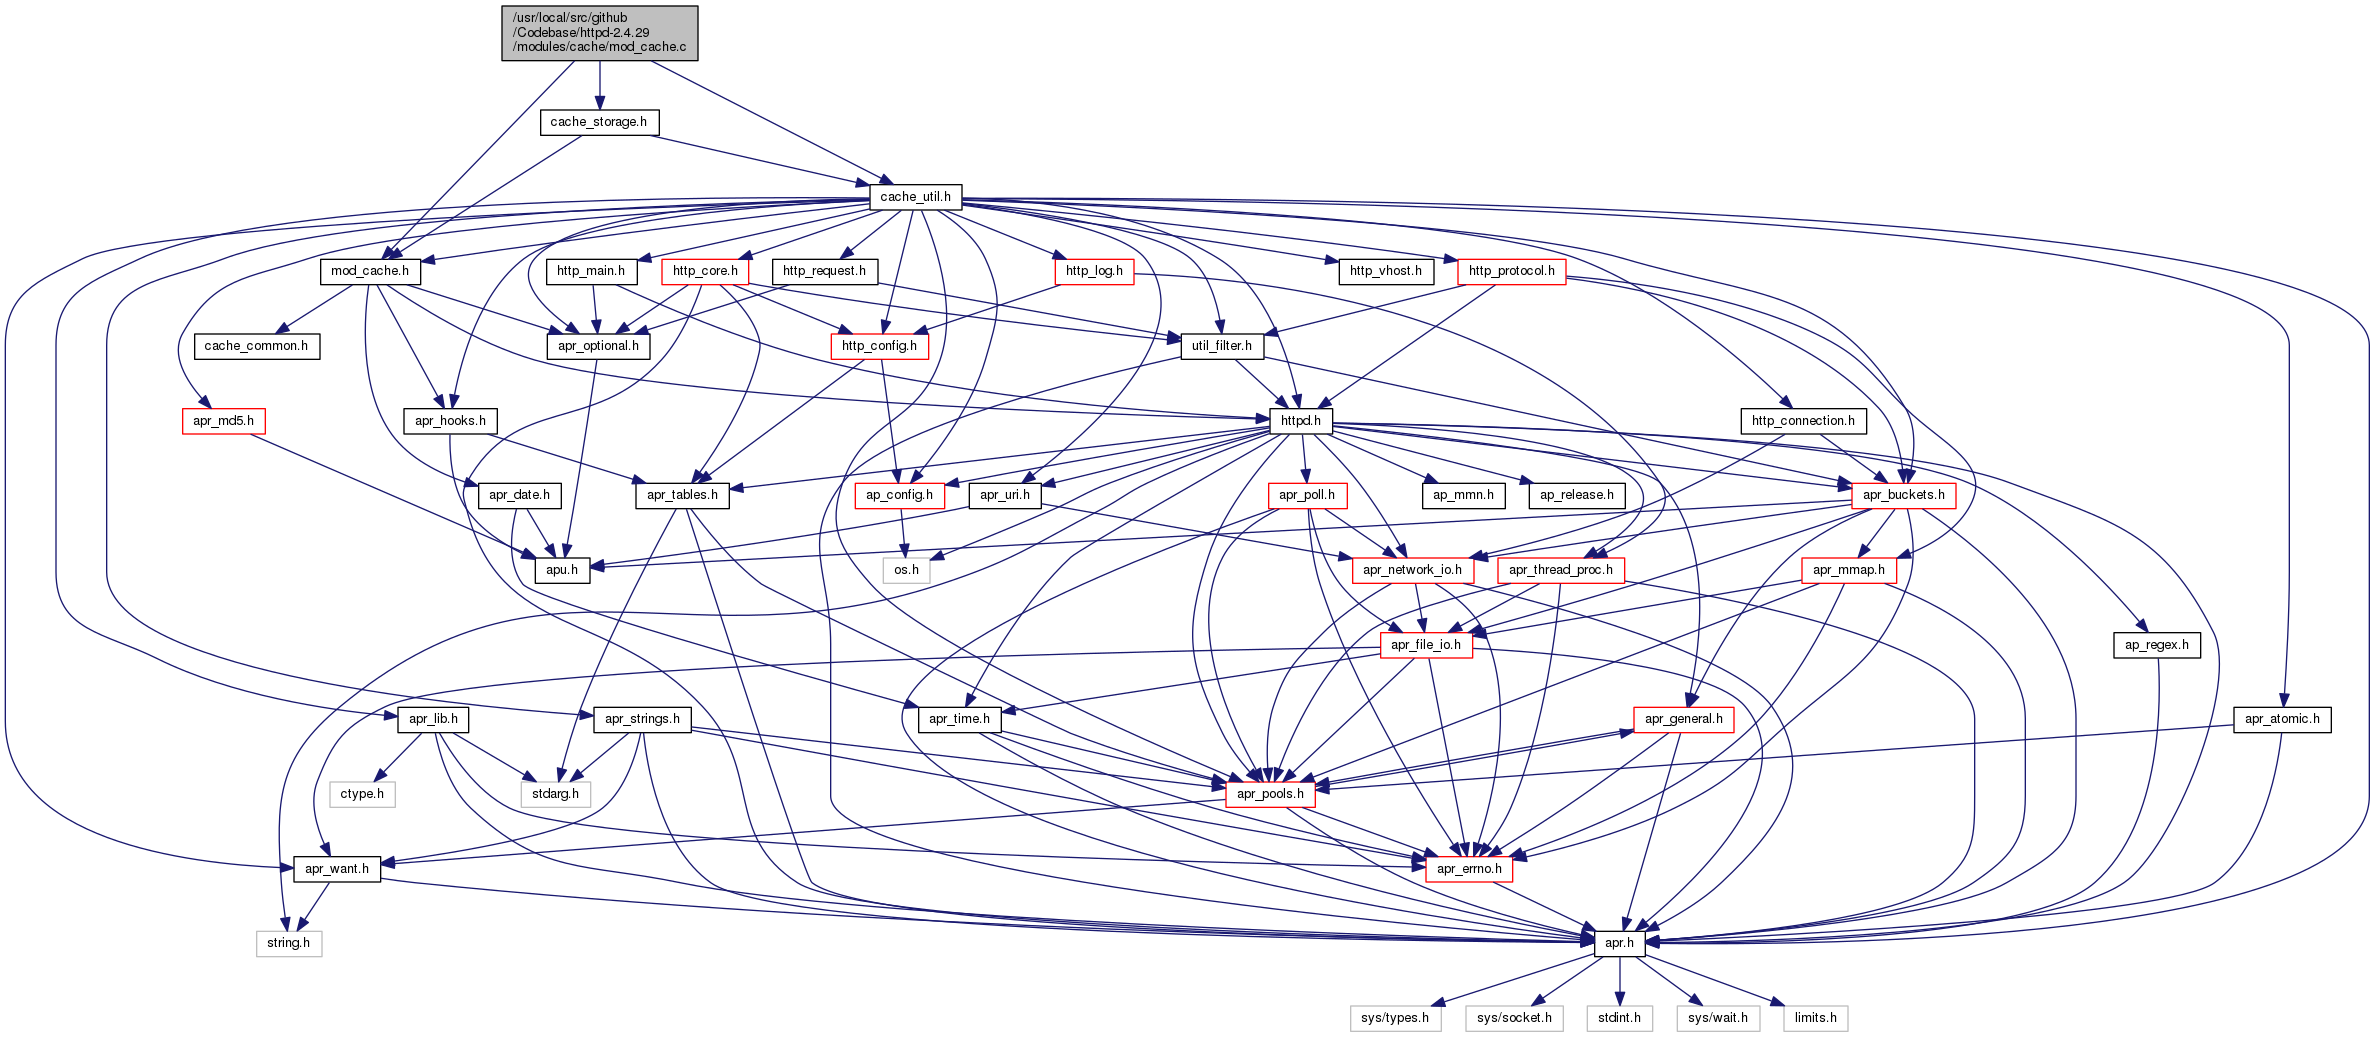 /usr/local/src/github
/Codebase/httpd-2.4.29
/modules/cache/mod_cache.c
cache_storage.h
cache_util.h
mod_cache.h
http_main.h
http_core.h
http_request.h
http_log.h
http_vhost.h
http_protocol.h
cache_common.h
apr_optional.h
http_config.h
util_filter.h
apr_md5.h
apr_hooks.h
httpd.h
http_connection.h
apr_date.h
apr_tables.h
ap_config.h
apr_uri.h
apr_poll.h
ap_mmn.h
ap_release.h
apr_buckets.h
apu.h
os.h
apr_network_io.h
apr_thread_proc.h
apr_mmap.h
apr_file_io.h
ap_regex.h
apr_lib.h
apr_strings.h
apr_time.h
apr_general.h
apr_atomic.h
ctype.h
stdarg.h
apr_pools.h
apr_want.h
apr_errno.h
string.h
apr.h
sys/types.h
sys/socket.h
stdint.h
sys/wait.h
limits.h